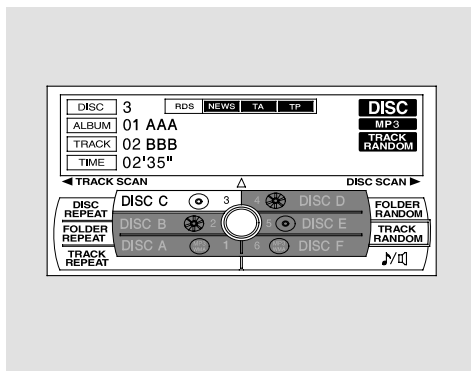 DISC 3 RDS NEWS TA TP DISC
ALBUM 01 AAA MP3
TRACK 02 BBB TRACK RANDOM
TIME 02'35"
◀ TRACK SCAN △ DISC SCAN ▶
DISC REPEAT DISC C 3 4 DISC D FOLDER RANDOM
FOLDER REPEAT DISC B 2 5 DISC E TRACK RANDOM
TRACK REPEAT DISC A 1 6 DISC F ♪/